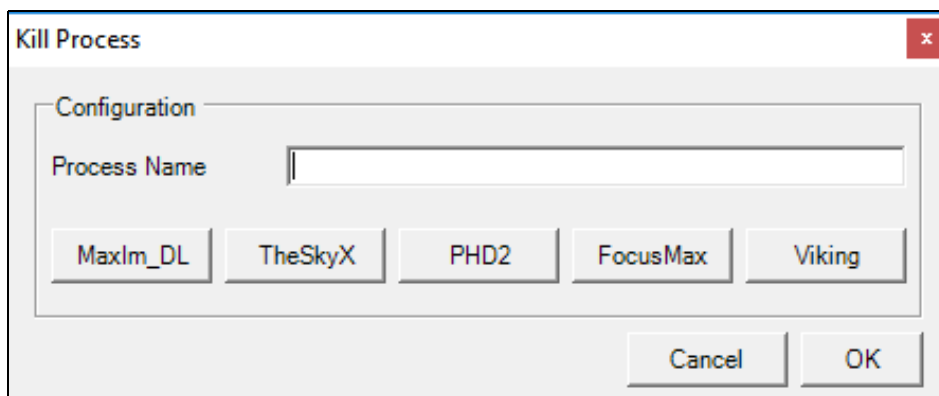 Kill Process
x
Configuration
Process Name
MaxIm_DL TheSkyX PHD2 FocusMax Viking
Cancel OK